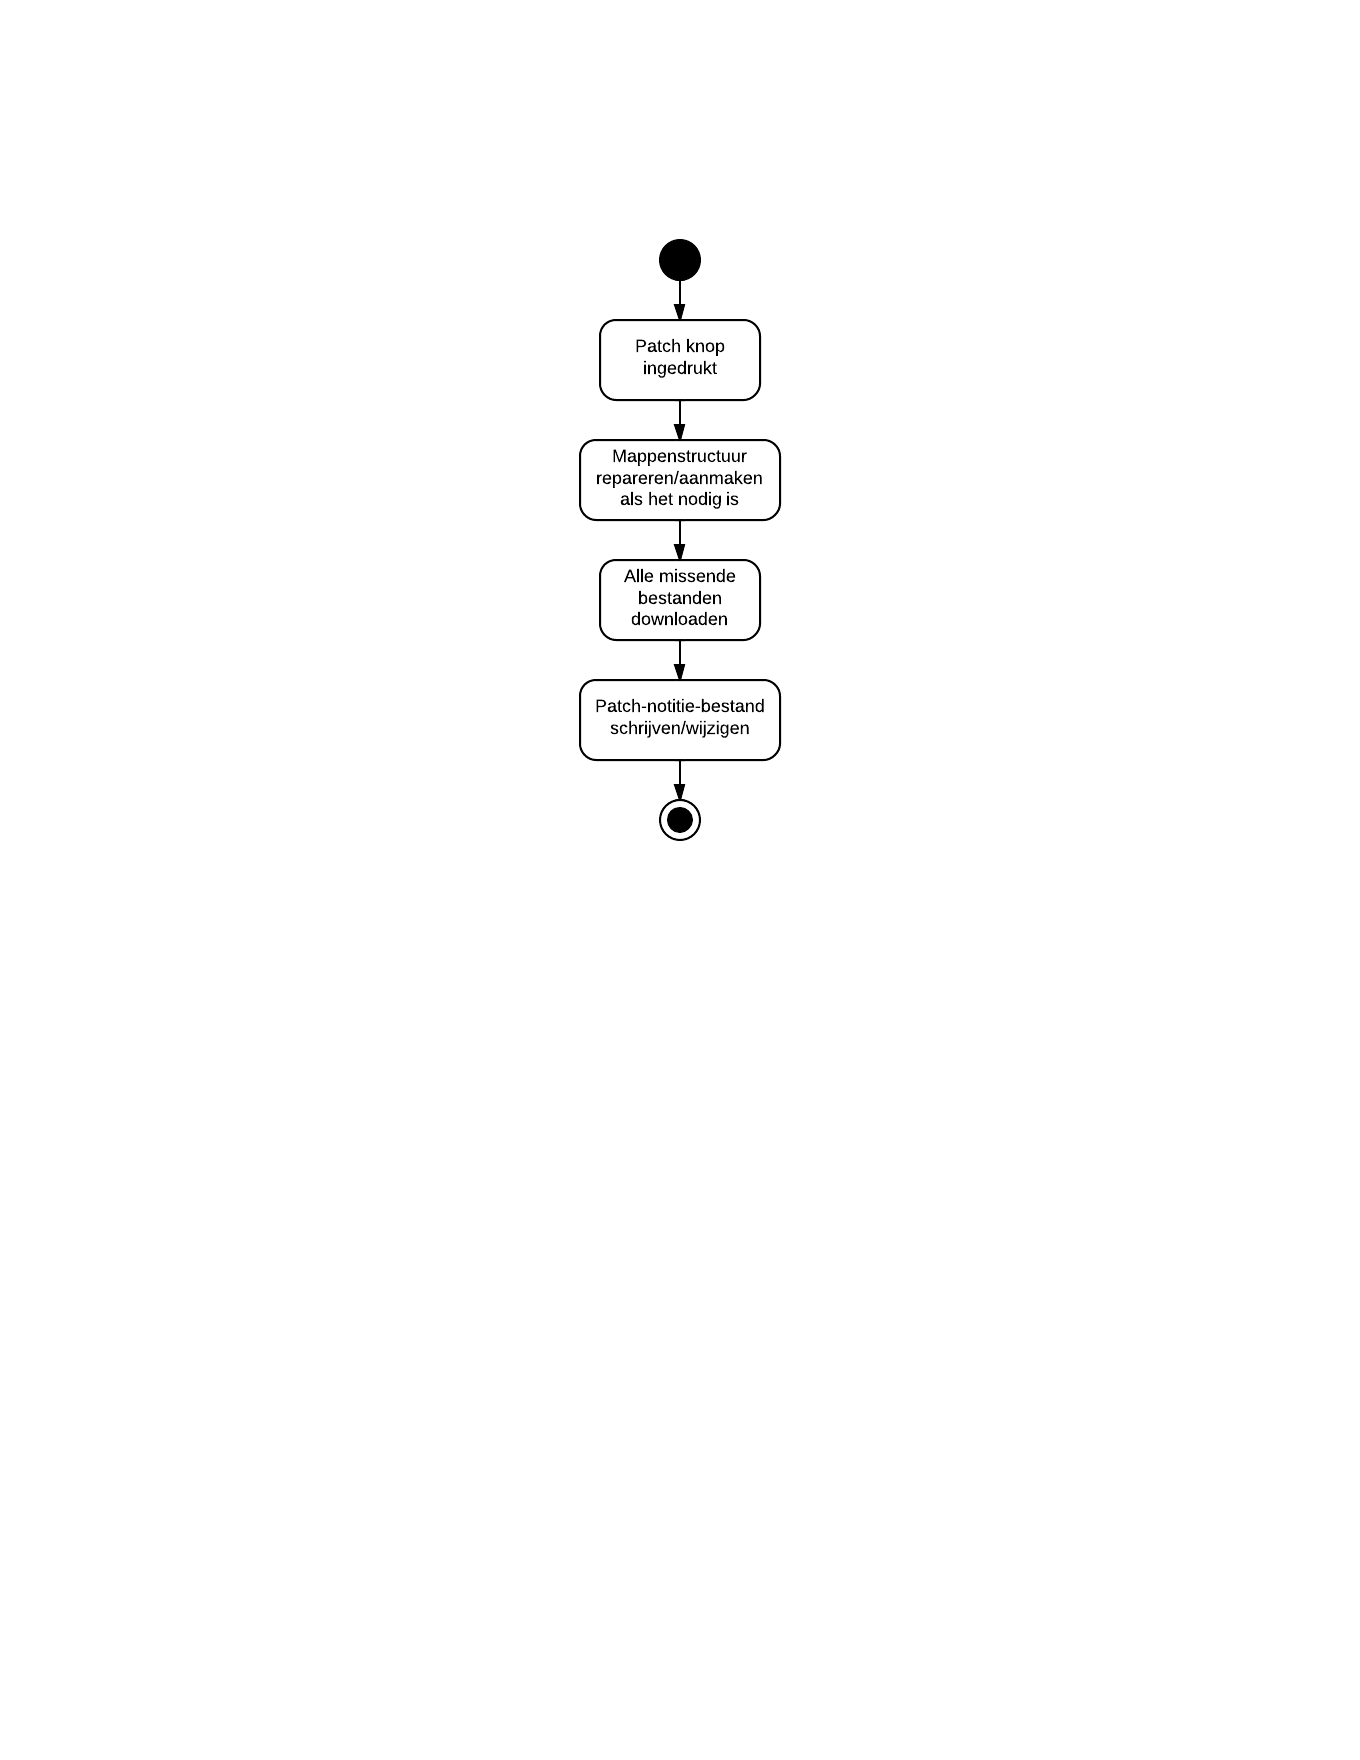 Patch knop
ingedrukt
Mappenstructuur
repareren/aanmaken
als het nodig is
Alle missende
bestanden
downloaden
Patch-notitie-bestand
schrijven/wijzigen